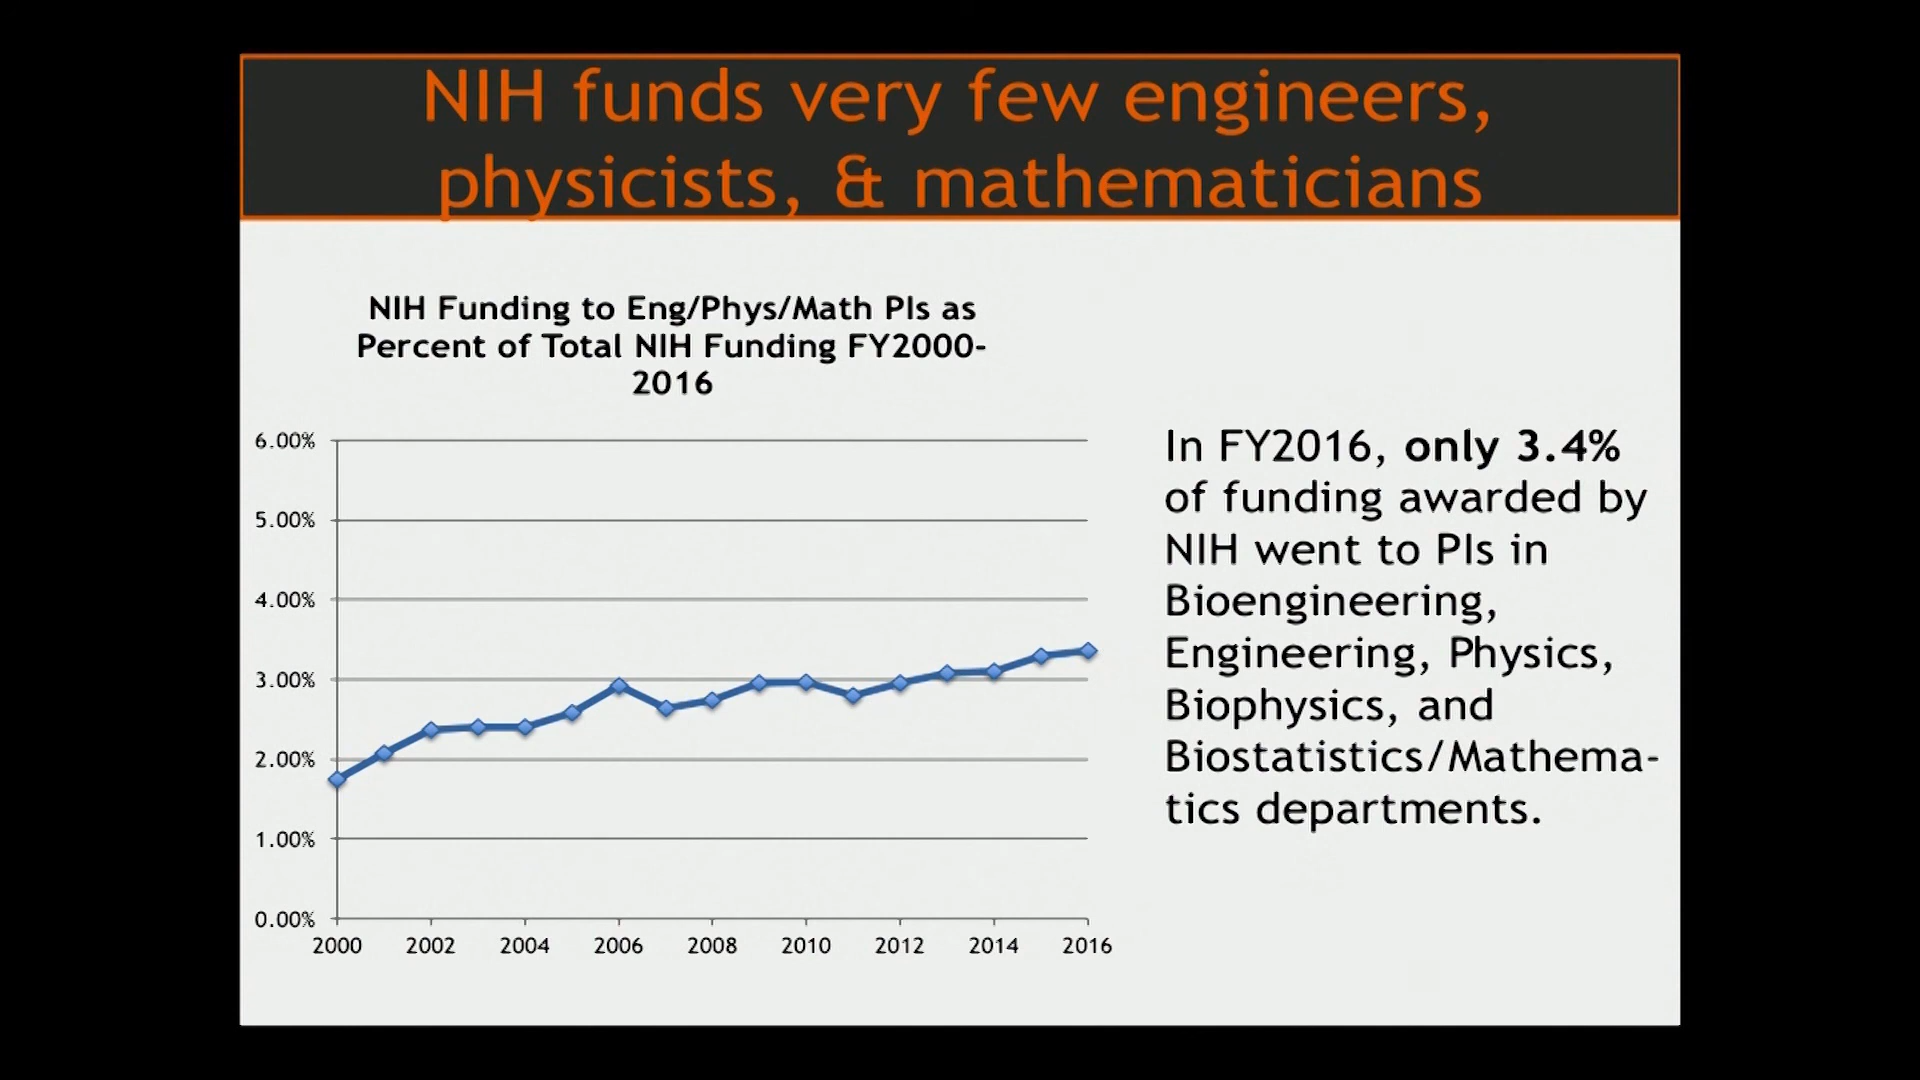 NIH funds very few engineers,
physicists, & mathematicians
NIH Funding to Eng/Phys/Math PIs as
Percent of Total NIH Funding FY2000-
2016
6.00%
5.00%
4.00%
3.00%
2.00%
1.00%
0.00%
2000 2002 2004 2006 2008 2010 2012 2014 2016
In FY2016, only 3.4%
of funding awarded by
NIH went to PIs in
Bioengineering,
Engineering, Physics,
Biophysics, and
Biostatistics/Mathema-
tics departments.